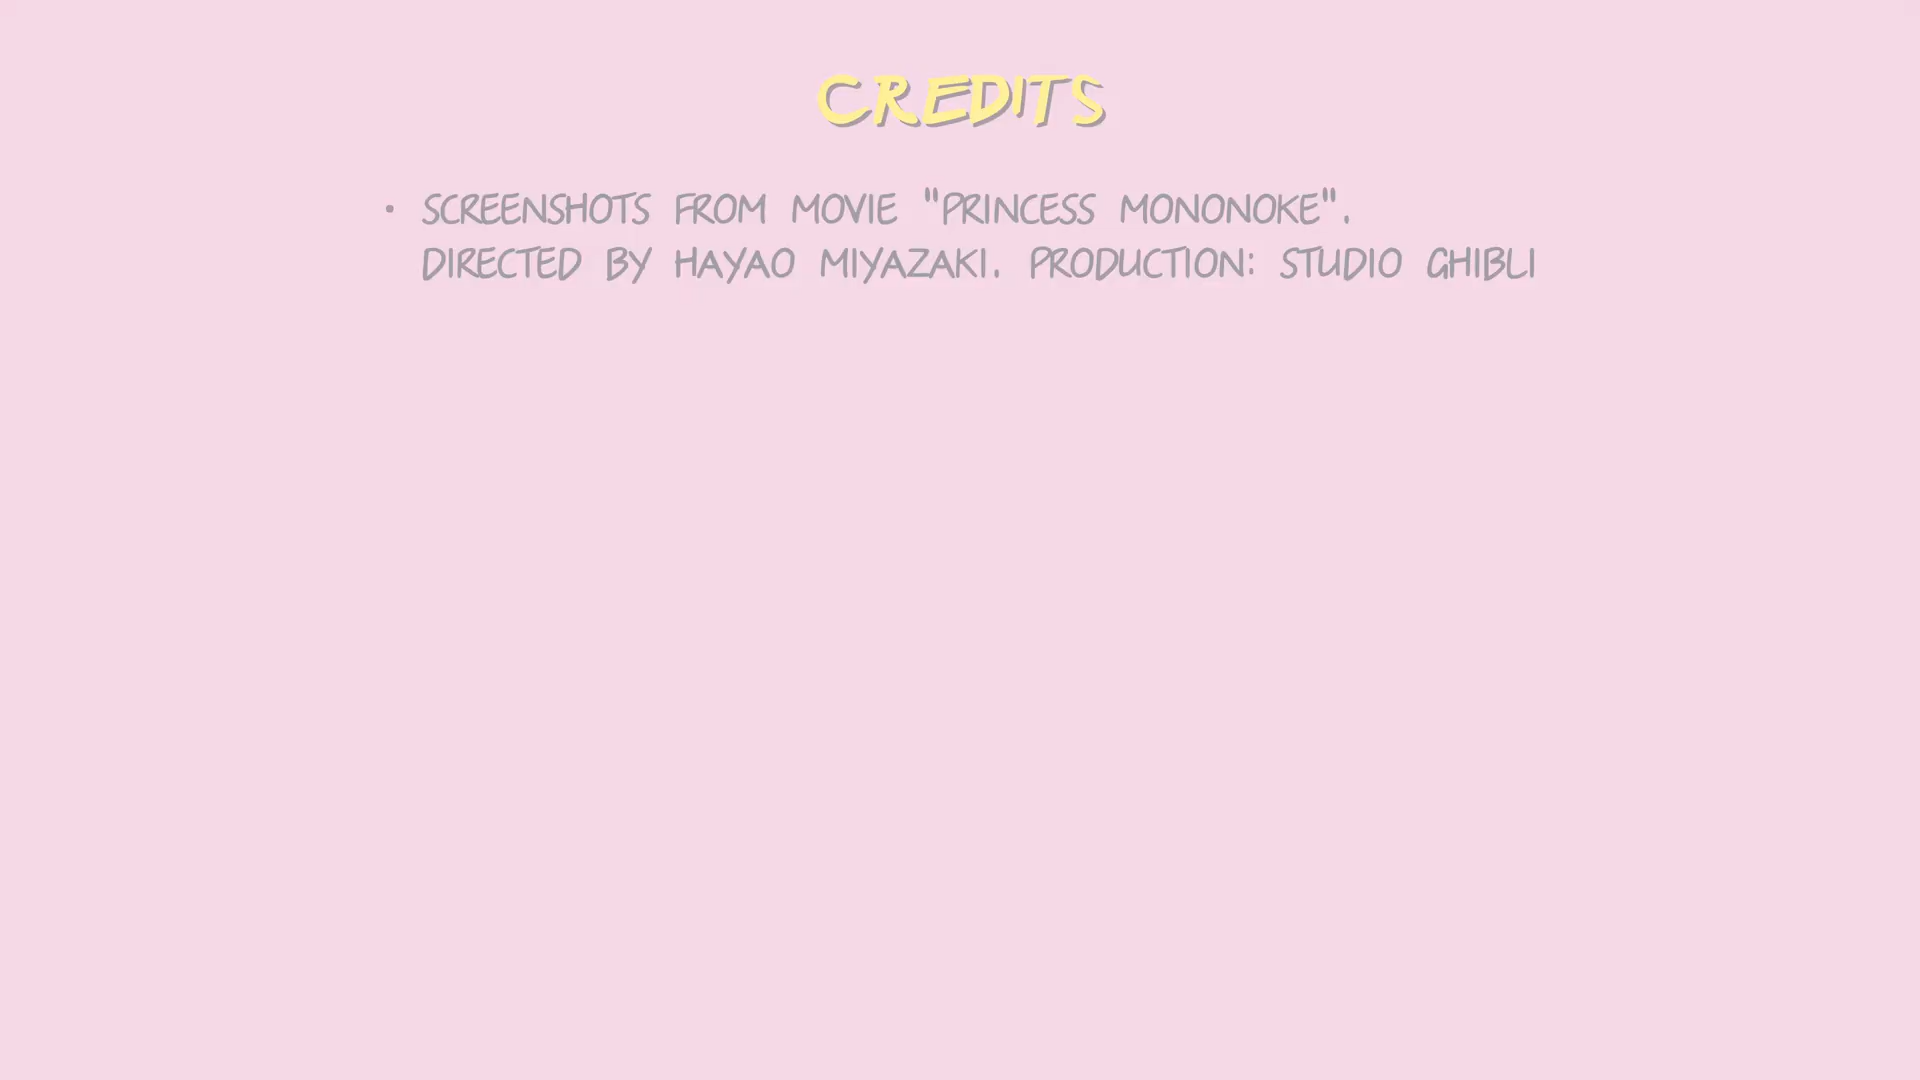 CREDITS
• SCREENSHOTS FROM MOVIE "PRINCESS MONONOKE".
DIRECTED BY HAYAO MIYAZAKI. PRODUCTION: STUDIO GHIBLI